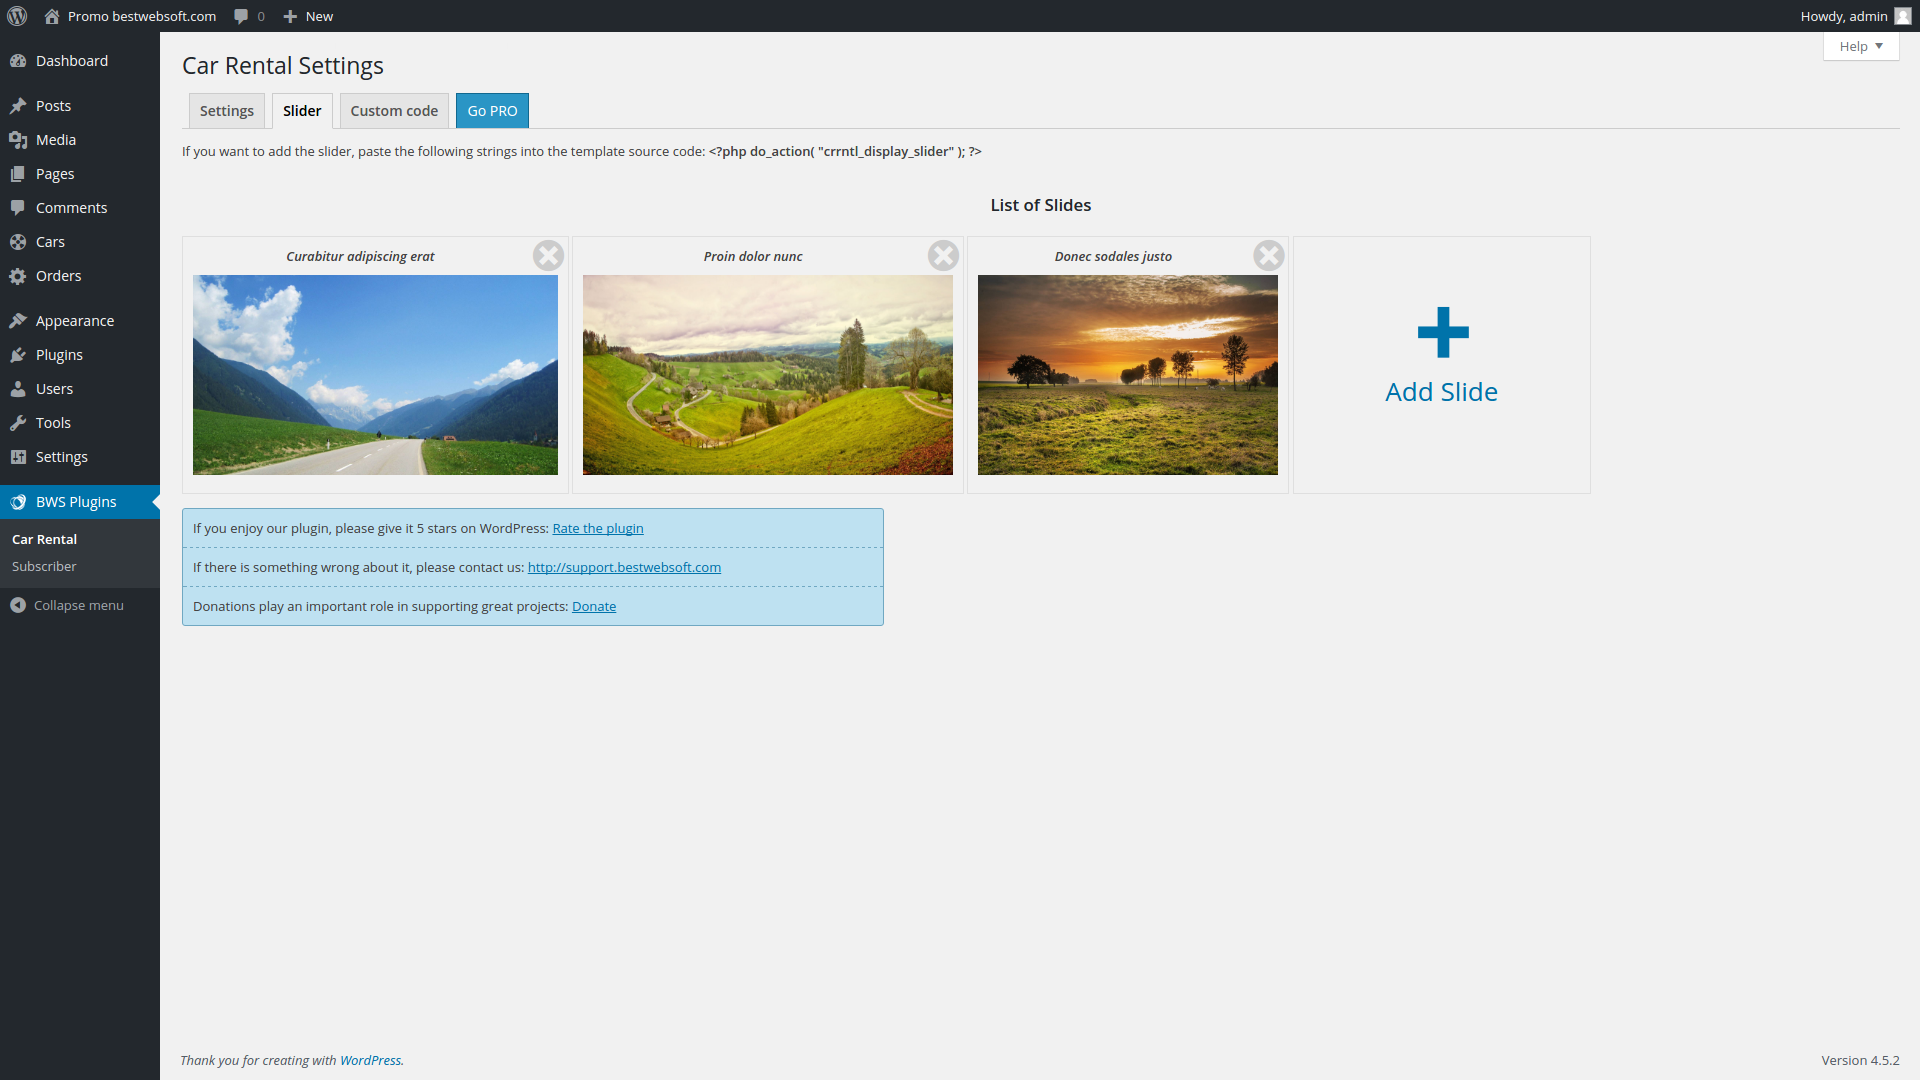 Promo bestwebsoft.com 0 New Howdy, admin
Help
Dashboard
Posts
Media
Pages
Comments
Cars
Orders
Appearance
Plugins
Users
Tools
Settings
BWS Plugins
Car Rental
Subscriber
Collapse menu
Car Rental Settings
Settings Slider Custom code Go PRO
If you want to add the slider, paste the following strings into the template source code: <?php do_action( "crrntl_display_slider" ); ?>
List of Slides
Curabitur adipiscing erat
Proin dolor nunc
Donec sodales justo
Add Slide
If you enjoy our plugin, please give it 5 stars on WordPress: Rate the plugin
If there is something wrong about it, please contact us: http://support.bestwebsoft.com
Donations play an important role in supporting great projects: Donate
Thank you for creating with WordPress.
Version 4.5.2